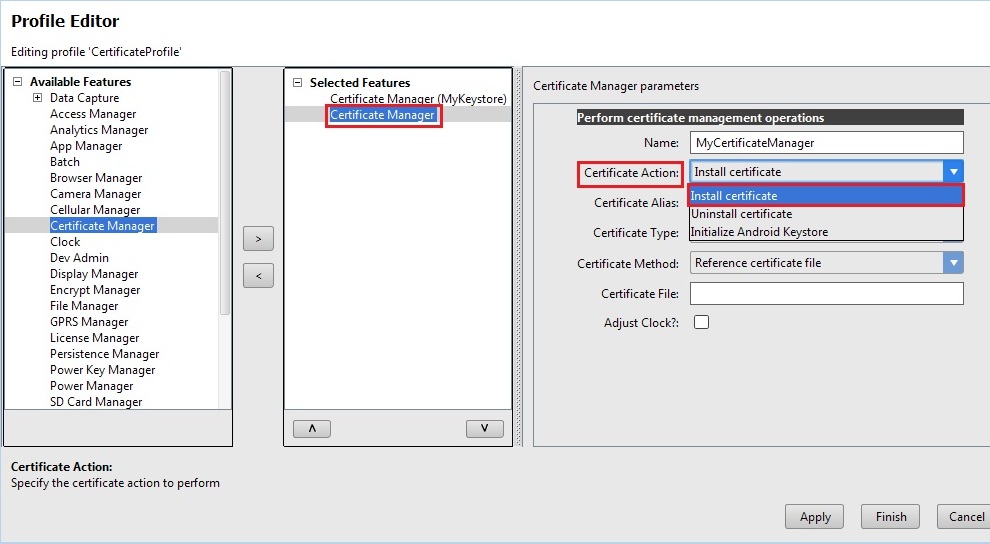 Profile Editor
Editing profile 'CertificateProfile'
Available Features
Data Capture
Access Manager
Analytics Manager
App Manager
Batch
Browser Manager
Camera Manager
Cellular Manager
Certificate Manager
Clock
Dev Admin
Display Manager
Encrypt Manager
File Manager
GPRS Manager
License Manager
Persistence Manager
Power Key Manager
Power Manager
SD Card Manager
>
<
Selected Features
Certificate Manager (MyKeystore)
Certificate Manager
Certificate Manager parameters
Perform certificate management operations
Name: MyCertificateManager
Certificate Action: Install certificate
Install certificate
Certificate Alias:
Uninstall certificate
Certificate Type:
Initialize Android Keystore
Certificate Method: Reference certificate file
Certificate File:
Adjust Clock?:
Certificate Action:
Specify the certificate action to perform
Apply Finish Cancel